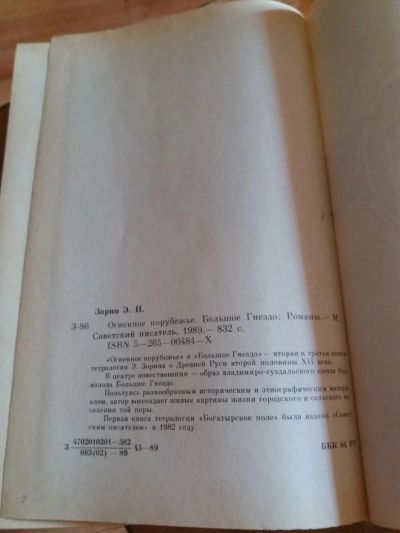 Зорин Э. П.
З-86 Огненное порубежье. Большое Гнездо: Романы.— М.
Советский писатель, 1989.— 832 с.
ISBN 5—265—00484—X
«Огненное порубежье» и «Большое Гнездо» — вторая и третья книги
тетралогии Э. Зорина о Древней Руси второй половины XII века.
В центре повествования — образ владимиро-суздальского князя Все
волода Большое Гнездо.
Пользуясь разнообразным историческим и этнографическим матери
алом, автор воссоздает живые картины жизни городского и сельского на
селения той поры.
Первая книга тетралогии «Богатырское поле» была издана «Совет
ским писателем» в 1982 году.
З 4702010201—382
083(02) — 89 45—89
ББК 84 Р7
2